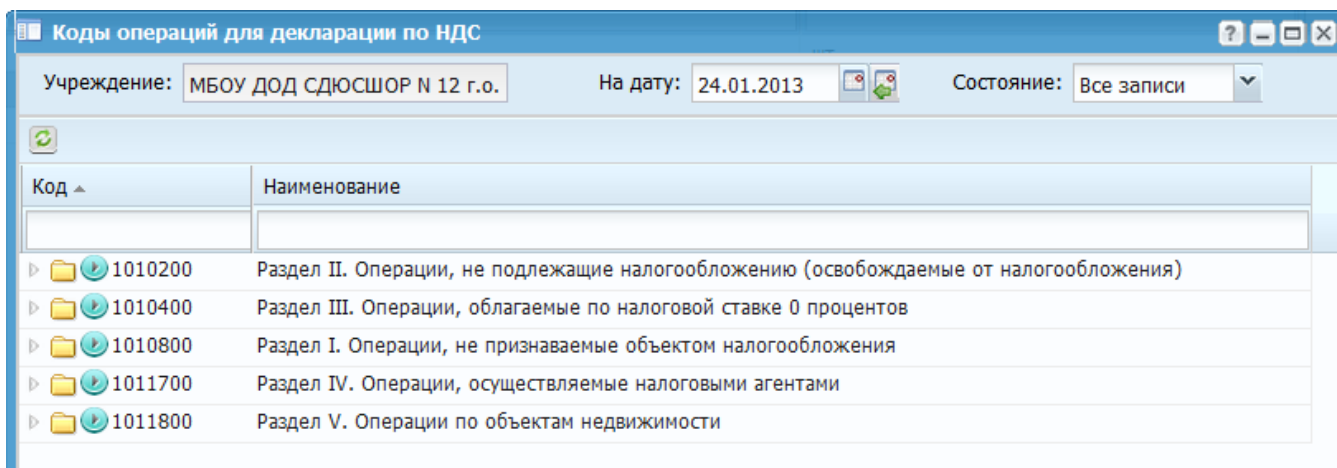 Коды операций для декларации по НДС
Учреждение: МБОУ ДОД СДЮСШОР N 12 г.о. На дату: 24.01.2013 Состояние: Все записи
Код Наименование
1010200 Раздел II. Операции, не подлежащие налогообложению (освобождаемые от налогообложения)
1010400 Раздел III. Операции, облагаемые по налоговой ставке 0 процентов
1010800 Раздел I. Операции, не признаваемые объектом налогообложения
1011700 Раздел IV. Операции, осуществляемые налоговыми агентами
1011800 Раздел V. Операции по объектам недвижимости